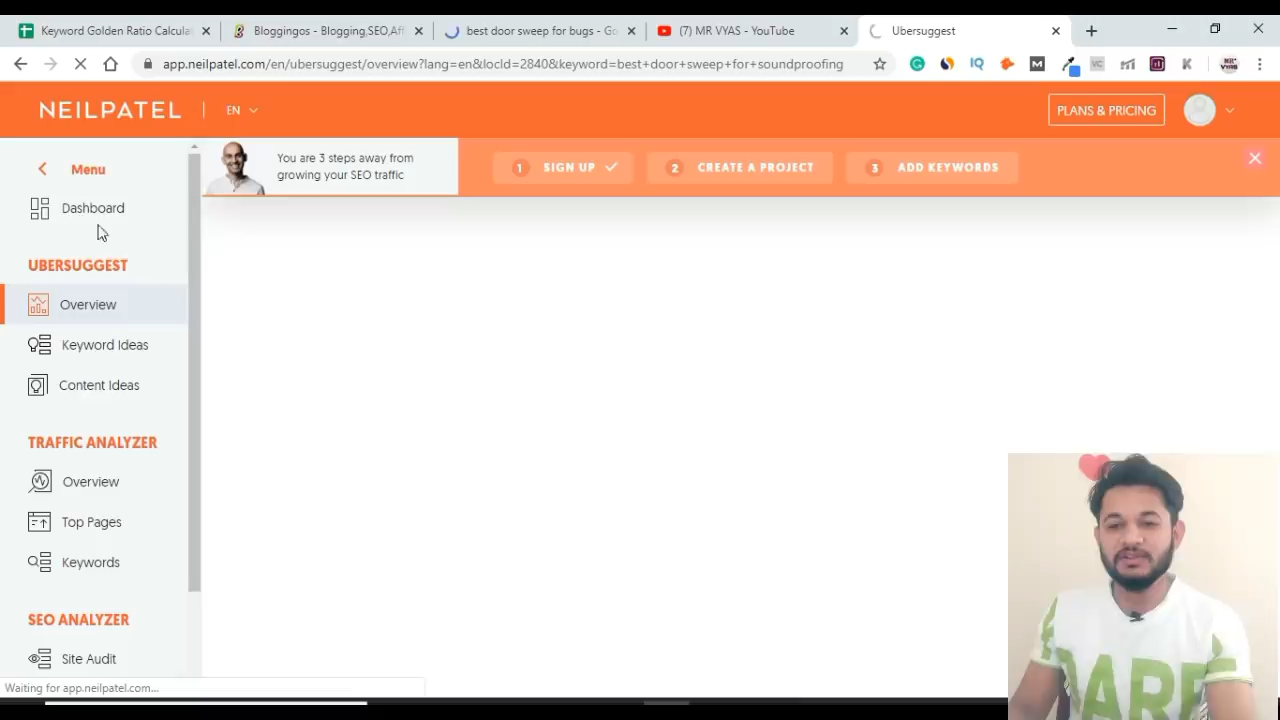 Keyword Golden Ratio Calcula
Bloggingos - Blogging,SEO,Af
best door sweep for bugs - Go
(7) MR VYAS - YouTube
Ubersuggest
app.neilpatel.com/en/ubersuggest/overview?lang=en&locId=2840&keyword=best+door+sweep+for+soundproofing
NEILPATEL
EN
PLANS & PRICING
Menu
You are 3 steps away from
growing your SEO traffic
1 SIGN UP
2 CREATE A PROJECT
3 ADD KEYWORDS
Dashboard
UBERSUGGEST
Overview
Keyword Ideas
Content Ideas
TRAFFIC ANALYZER
Overview
Top Pages
Keywords
SEO ANALYZER
Site Audit
Waiting for app.neilpatel.com...